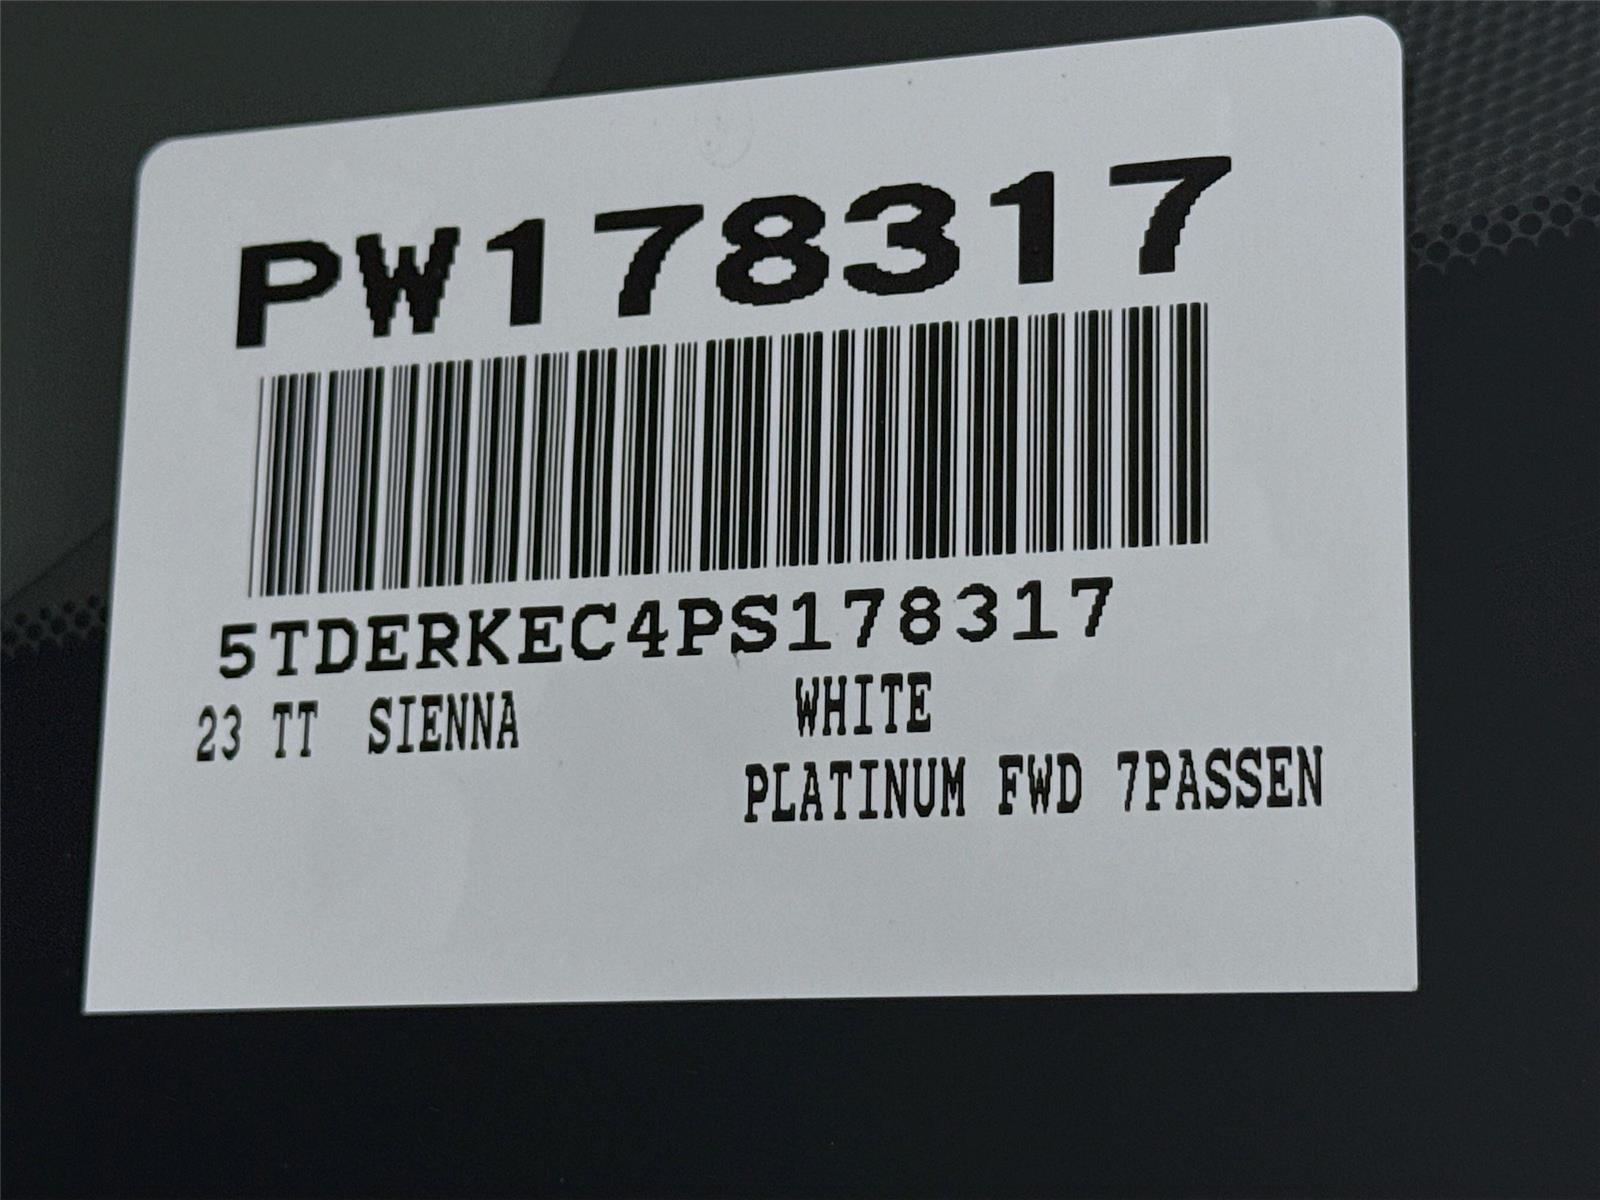 PW178317
5TDERKEC4PS178317
23 TT SIENNA WHITE
PLATINUM FWD 7PASSEN